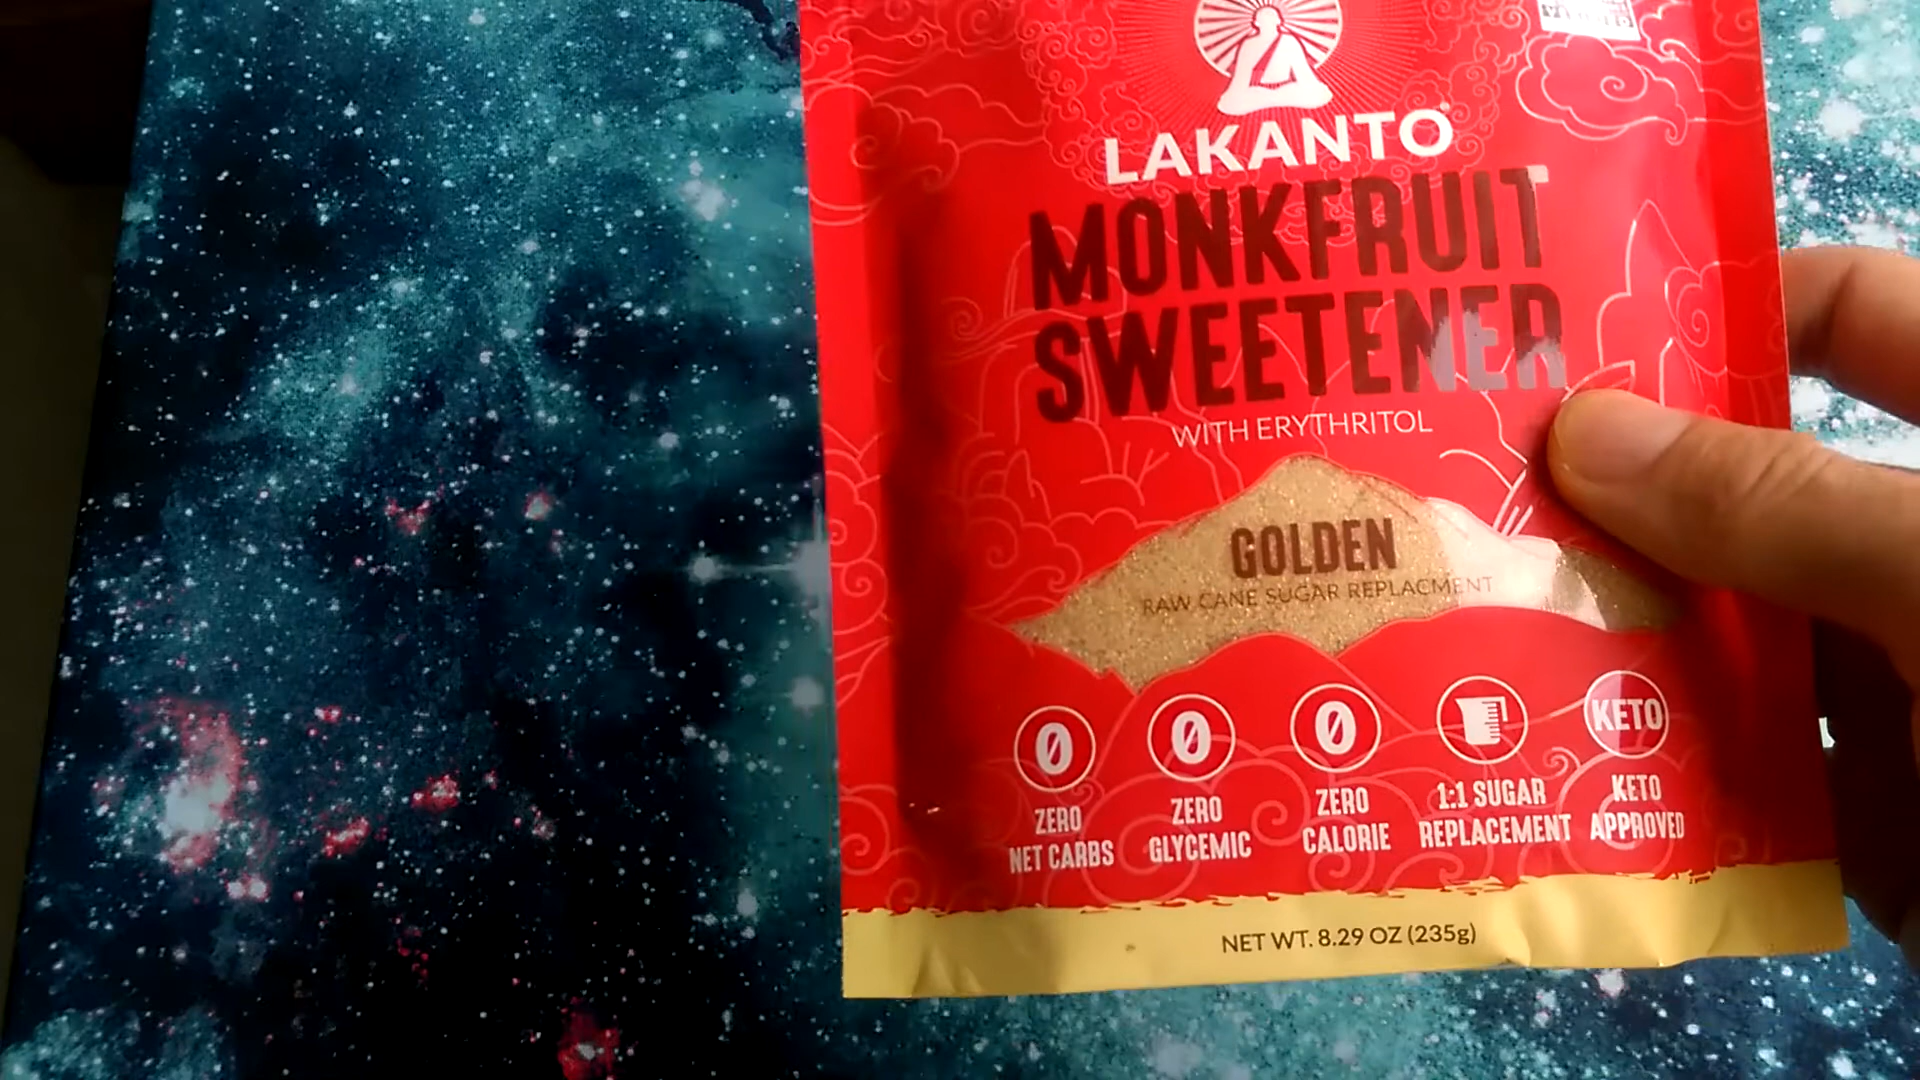 LAKANTO
MONKFRUIT
SWEETENER
WITH ERYTHRITOL
GOLDEN
RAW CANE SUGAR REPLACMENT
0 0 0 KETO
ZERO
NET CARBS
ZERO
GLYCEMIC
ZERO
CALORIE
1:1 SUGAR
REPLACEMENT
KETO
APPROVED
NET WT. 8.29 OZ (235g)